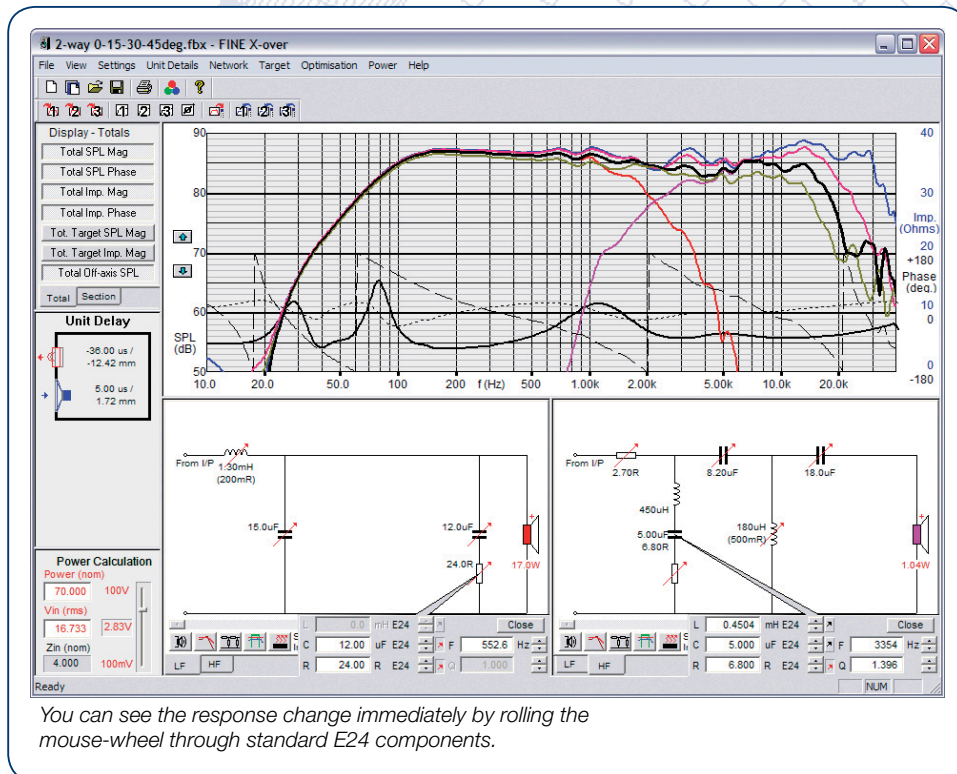 2-way 0-15-30-45deg.fbx - FINE X-over
File View Settings Unit Details Network Target Optimisation Power Help
Display - Totals
Total SPL Mag
Total SPL Phase
Total Imp. Mag
Total Imp. Phase
Tot. Target SPL Mag
Tot. Target Imp. Mag
Total Off-axis SPL
Total Section
90
80
70
60
SPL
(dB)
50
40
30
Imp.
(Ohms)
20
+180
Phase
(deg.)
10
0
0
-180
10.0 20.0 50.0 100 200 f(Hz) 500 1.00k 2.00k 5.00k 10.0k 20.0k
Unit Delay
-36.00 us /
-12.42 mm
5.00 us /
1.72 mm
From I/P
1.30mH
(200mR)
15.0uF
12.0uF
24.0R
17.0W
From I/P
2.70R
8.20uF
18.0uF
450uH
5.00uF
6.80R
180uH
(500mR)
1.04W
Power Calculation
Power (nom)
70.000 100V
Vin (rms)
16.733 2.83V
Zin (nom)
4.000 100mV
L 0.0 mH E24 Close
C 12.00 uF E24 F 552.6 Hz
R 24.00 R E24 Q 1.000
LF HF
L 0.4504 mH E24 Close
C 5.000 uF E24 F 3354 Hz
R 6.800 R E24 Q 1.396
LF HF
Ready NUM
You can see the response change immediately by rolling the
mouse-wheel through standard E24 components.